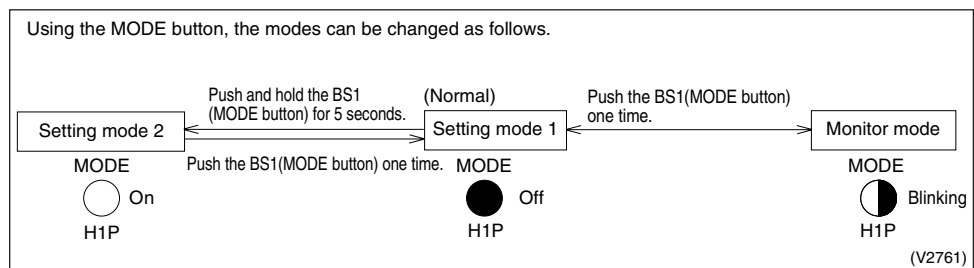 Using the MODE button, the modes can be changed as follows.
Push and hold the BS1
(MODE button) for 5 seconds.
(Normal)
Push the BS1(MODE button)
one time.
Setting mode 2
Setting mode 1
Monitor mode
Push the BS1(MODE button) one time.
MODE
On
H1P
MODE
Off
H1P
MODE
Blinking
H1P
(V2761)